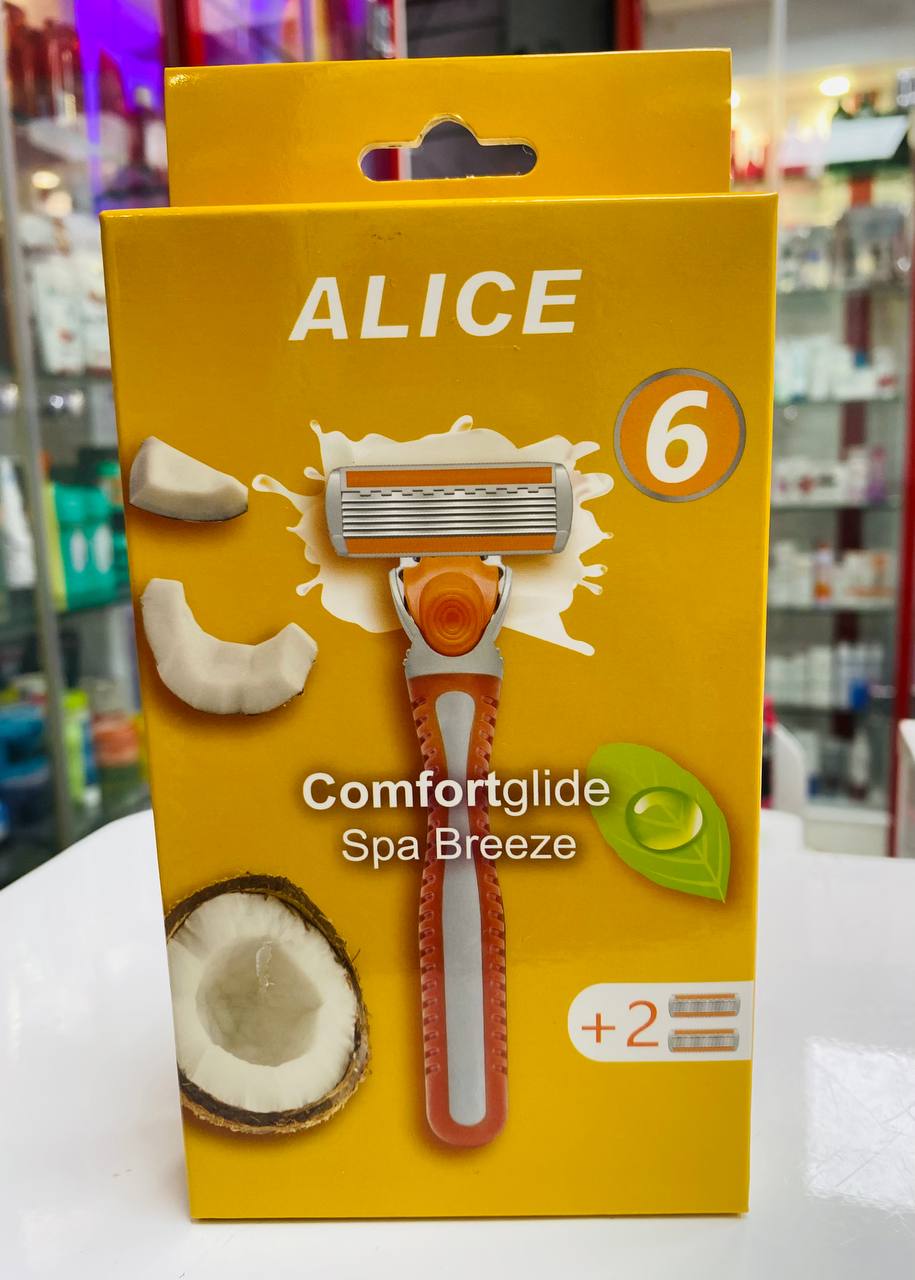 ALICE
6
Comfortglide
Spa Breeze
+2